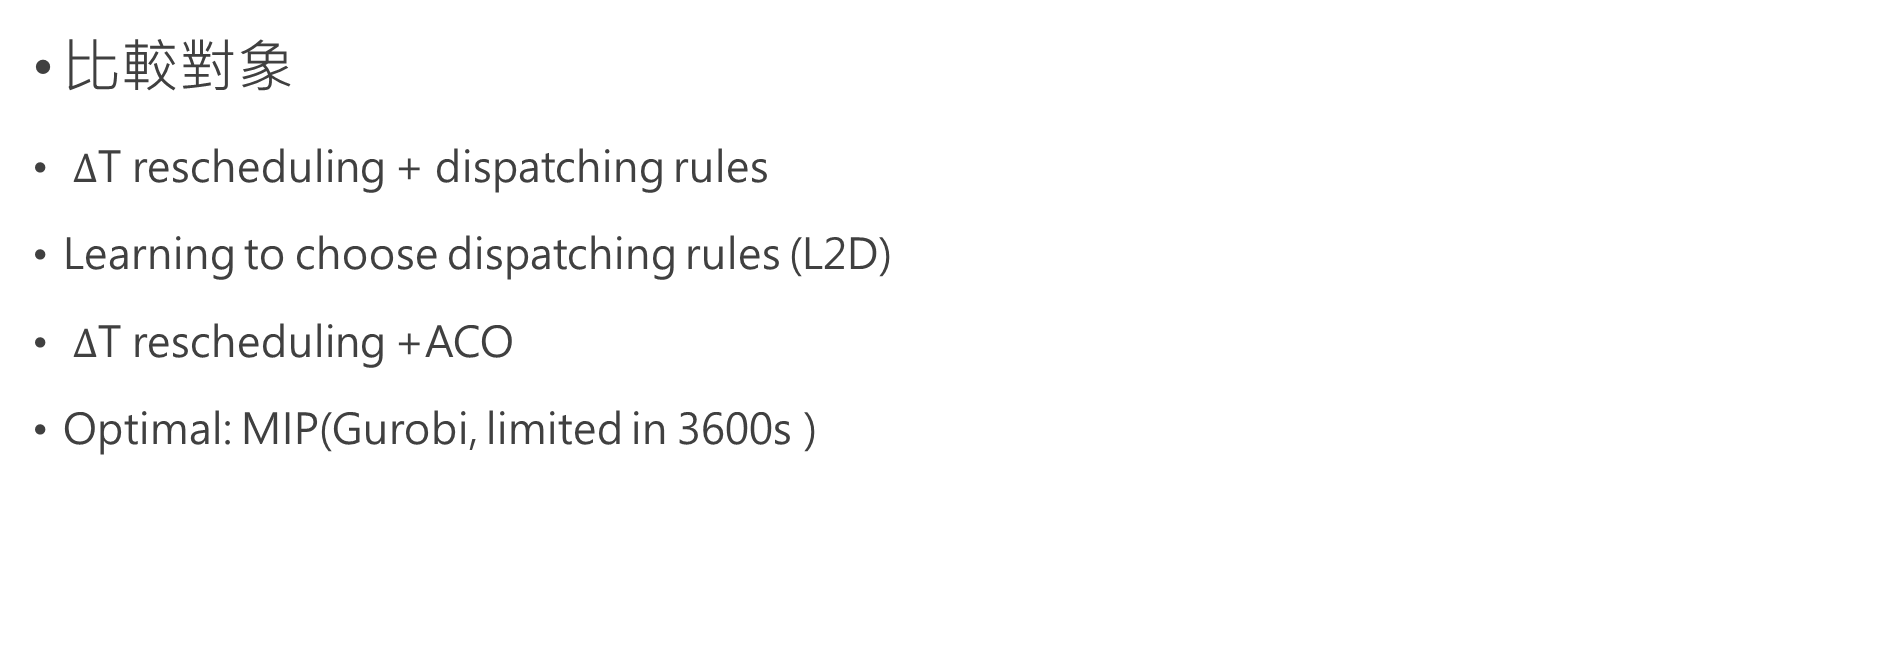 • 比較對象
• ΔT rescheduling + dispatching rules
• Learning to choose dispatching rules (L2D)
• ΔT rescheduling +ACO
• Optimal: MIP(Gurobi, limited in 3600s )